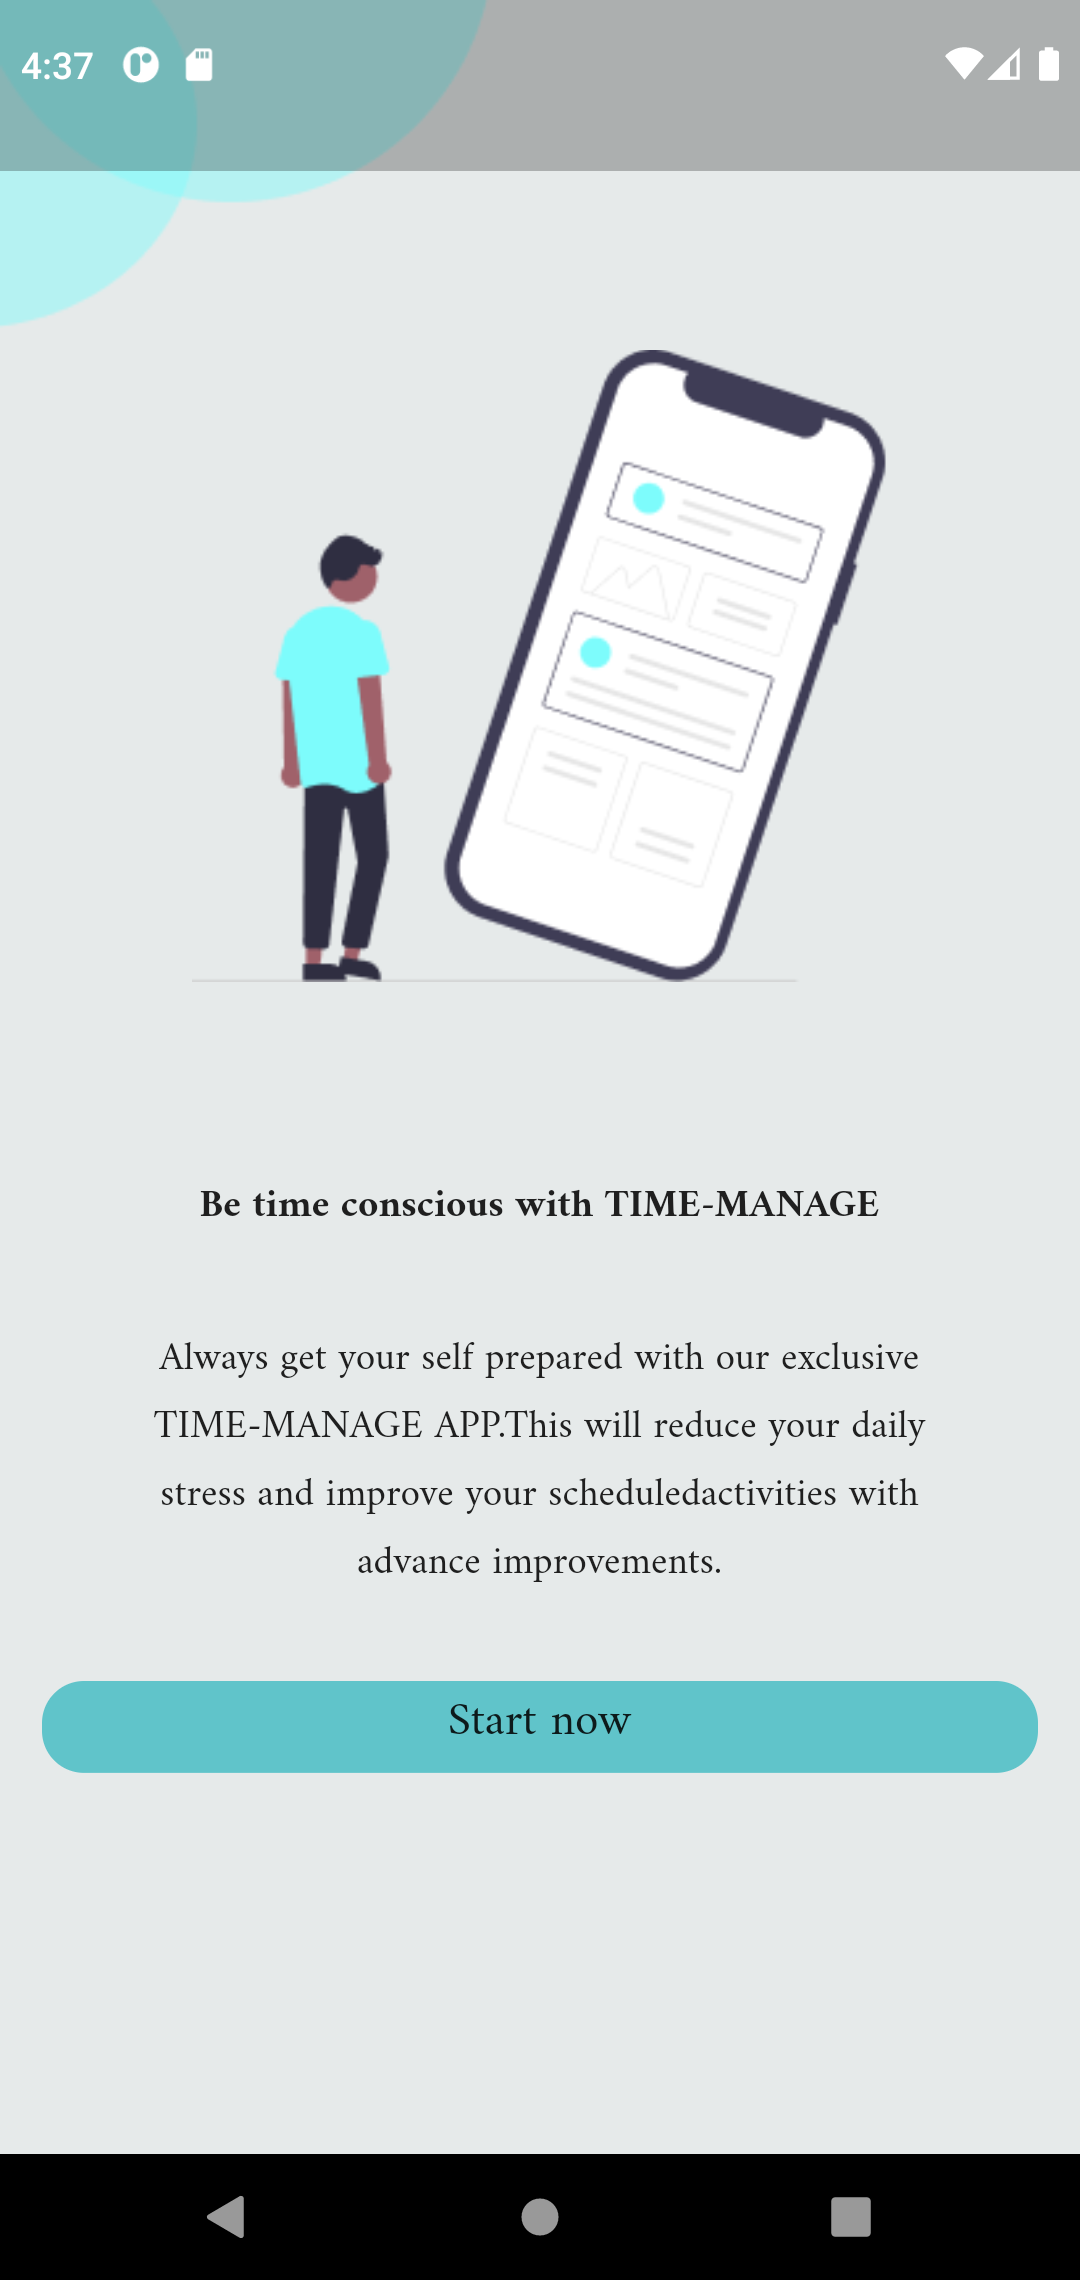 4:37
Be time conscious with TIME-MANAGE
Always get your self prepared with our exclusive
TIME-MANAGE APP.This will reduce your daily
stress and improve your scheduledactivities with
advance improvements.
Start now